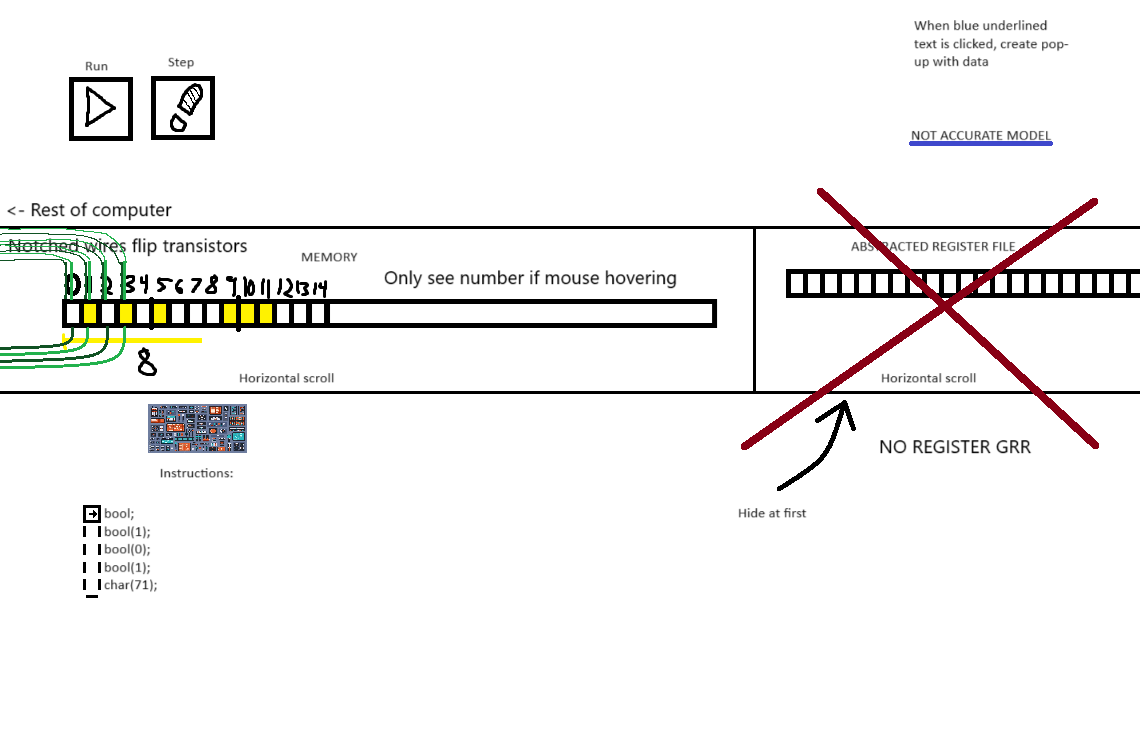 When blue underlined
text is clicked, create pop-
up with data
Run
Step
NOT ACCURATE MODEL
<- Rest of computer
Notched wires flip transistors
MEMORY
ABSTRACTED REGISTER FILE
Only see number if mouse hovering
0 1 2 3 4 5 6 7 8 9 10 11 12 13 14
8
Horizontal scroll
Horizontal scroll
NO REGISTER GRR
Instructions:
Hide at first
bool;
bool(1);
bool(0);
bool(1);
char(71);